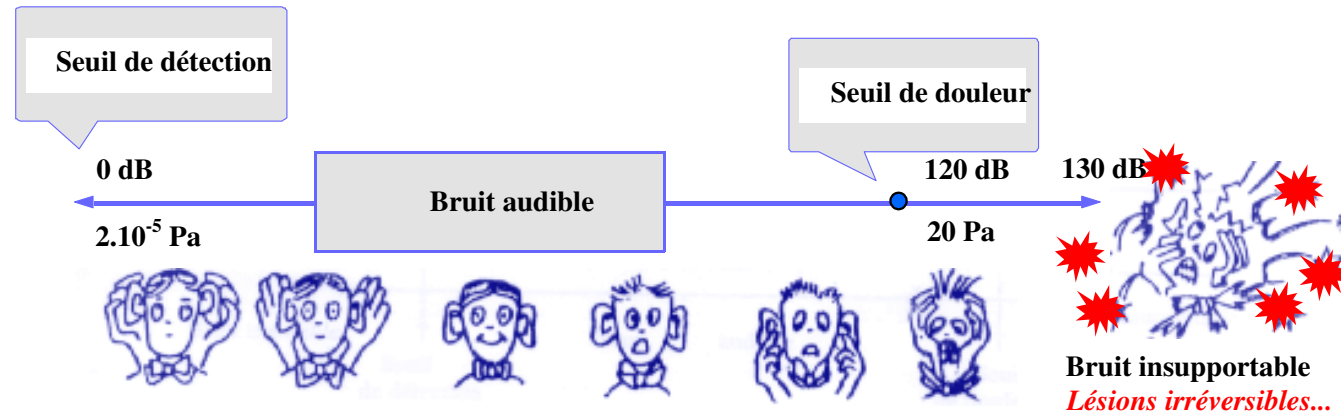 Seuil de détection
Seuil de douleur
0 dB
120 dB
130 dB
Bruit audible
2.10⁻⁵ Pa
20 Pa
Bruit insupportable
Lésions irréversibles...